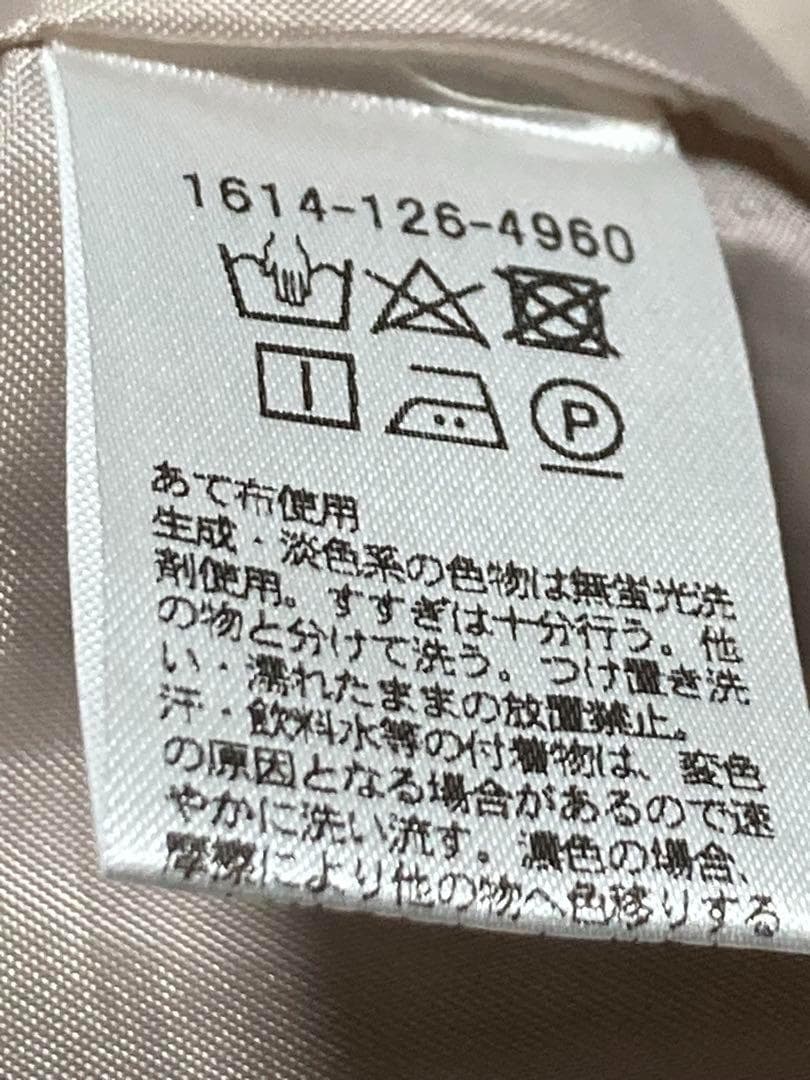 1614-126-4960
P
あて布使用
生成・淡色系の色物は無蛍光洗
剤使用。すすぎは十分行う。他
の物と分けて洗う。つけ置き洗
い・濡れたままの放置禁止。
汗・飲料水等の付着物は、変色
の原因となる場合があるので速
やかに洗い流す。濃色の場合、
摩擦により他の物へ色移りする